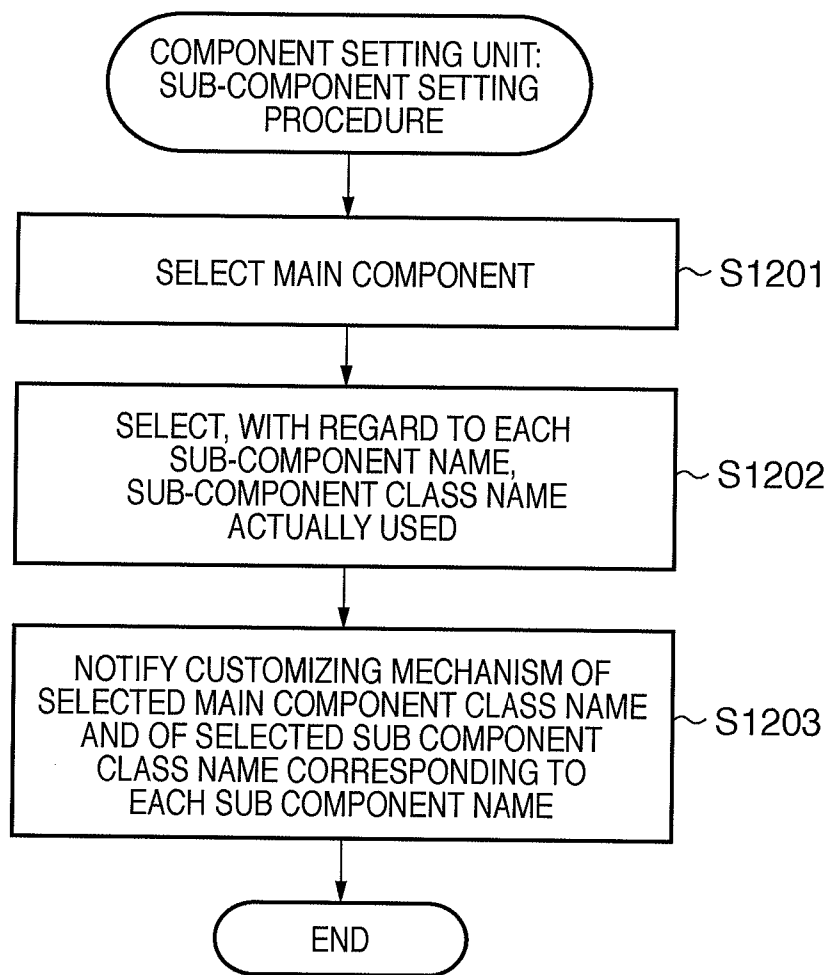 COMPONENT SETTING UNIT:
SUB-COMPONENT SETTING
PROCEDURE
SELECT MAIN COMPONENT
S1201
SELECT, WITH REGARD TO EACH
SUB-COMPONENT NAME,
SUB-COMPONENT CLASS NAME
ACTUALLY USED
S1202
NOTIFY CUSTOMIZING MECHANISM OF
SELECTED MAIN COMPONENT CLASS NAME
AND OF SELECTED SUB COMPONENT
CLASS NAME CORRESPONDING TO
EACH SUB COMPONENT NAME
S1203
END